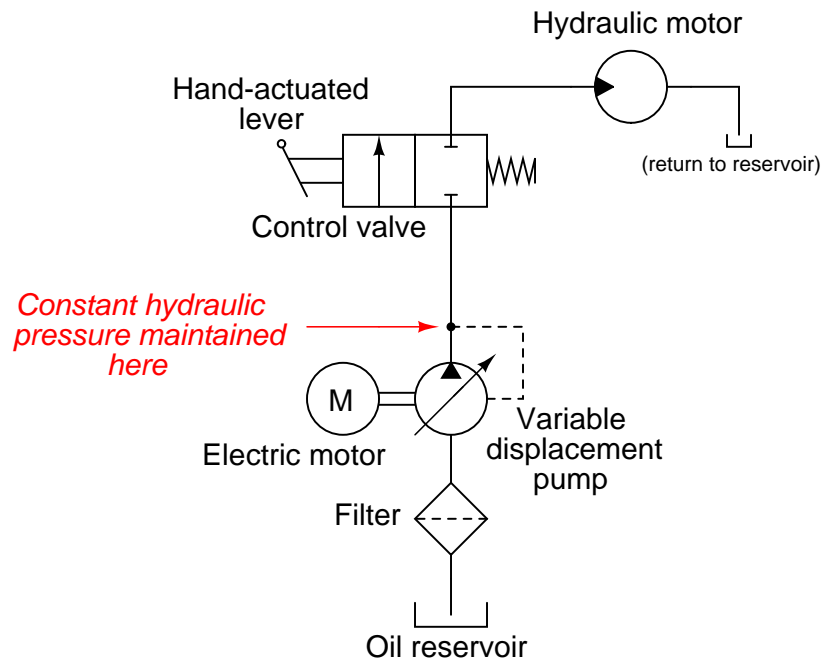 Hydraulic motor
Hand-actuated
lever
(return to reservoir)
Control valve
Constant hydraulic
pressure maintained
here
M
Variable
displacement
pump
Electric motor
Filter
Oil reservoir